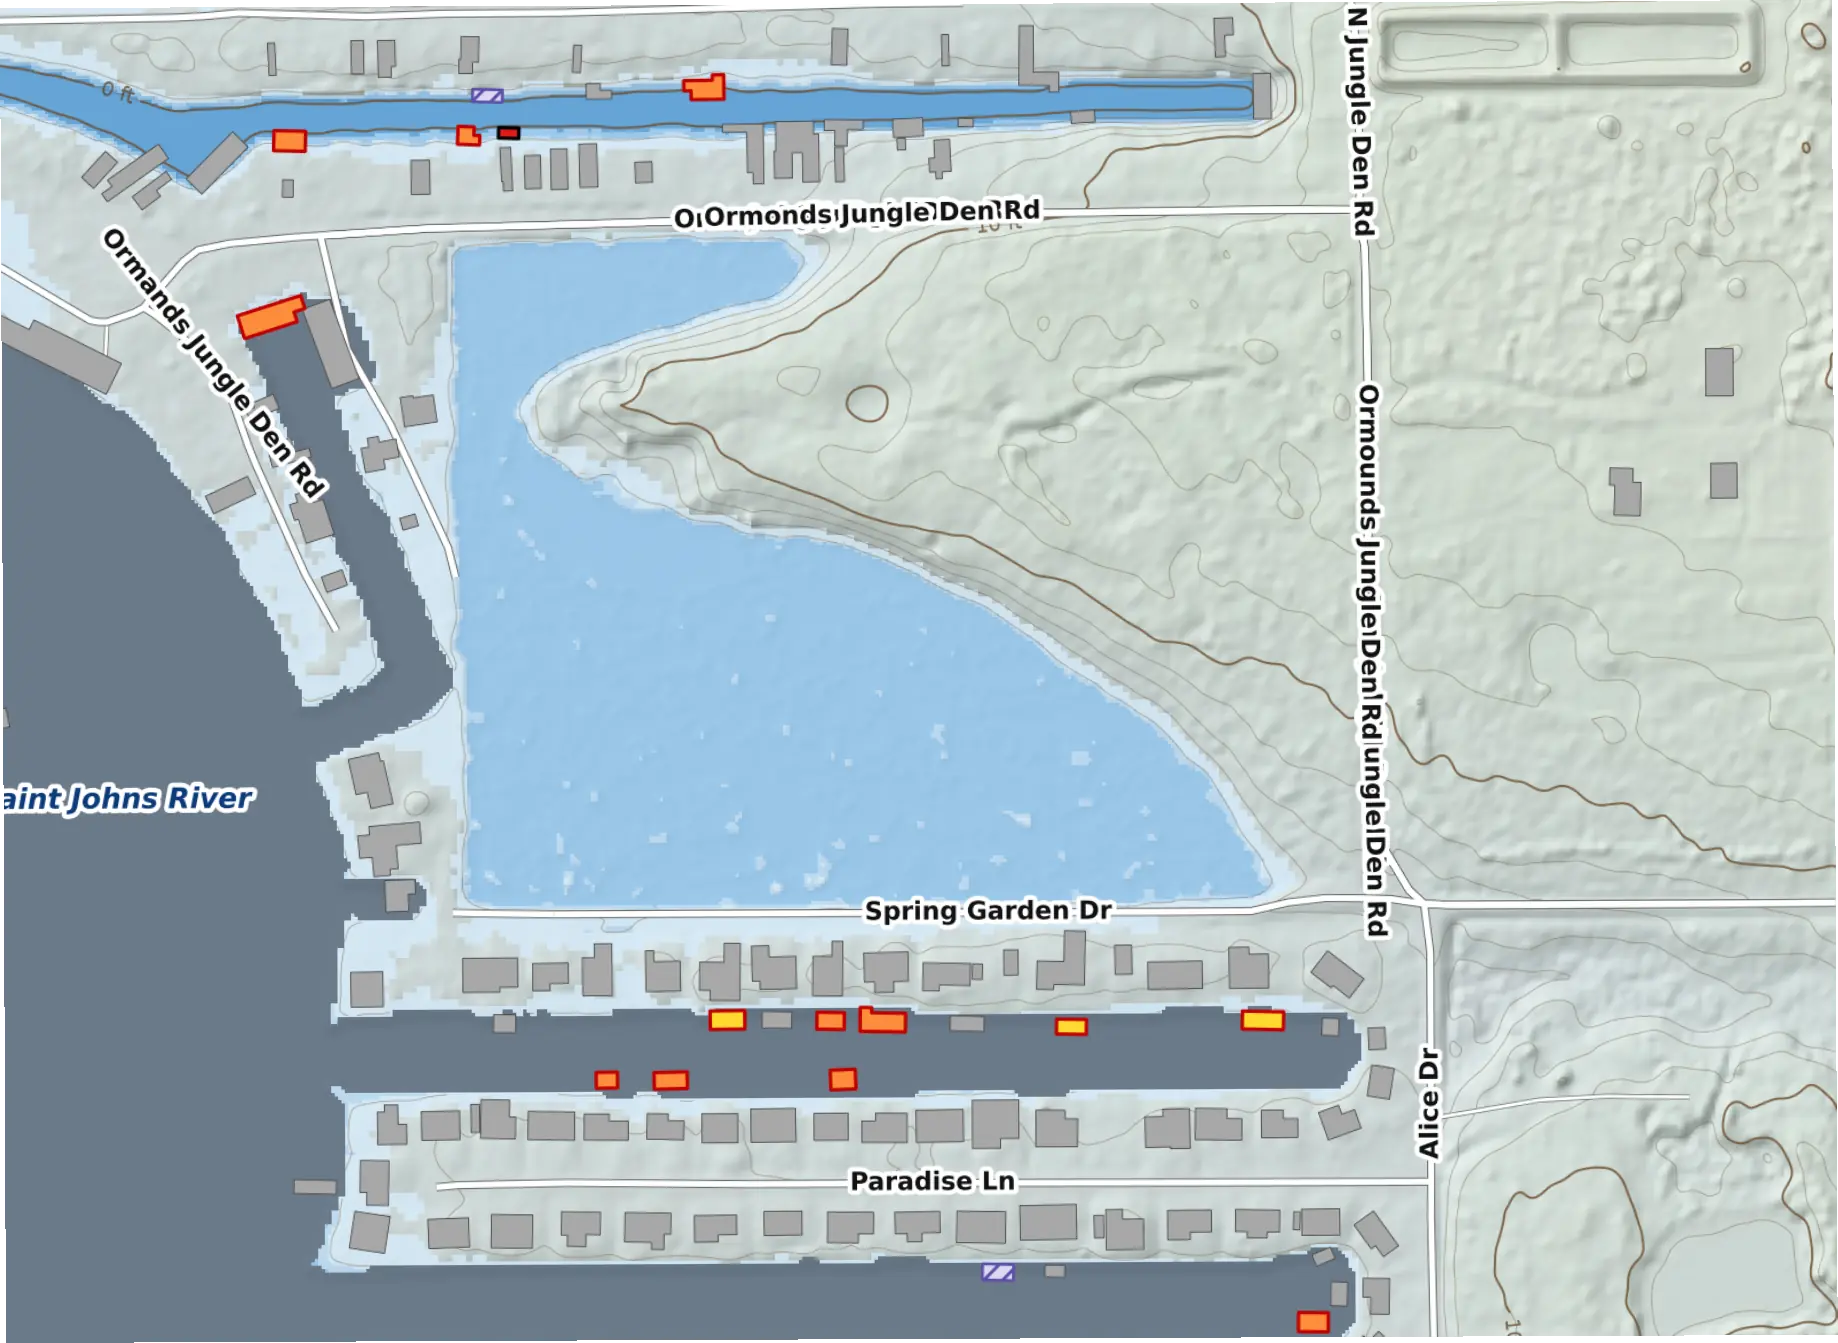 N Jungle Den Rd
0 ft
Ormonds Jungle Den Rd
10 ft
Ormands Jungle Den Rd
Ormounds Jungle Den Rd
Jungle Den Rd
aint Johns River
Spring Garden Dr
Alice Dr
Paradise Ln
10